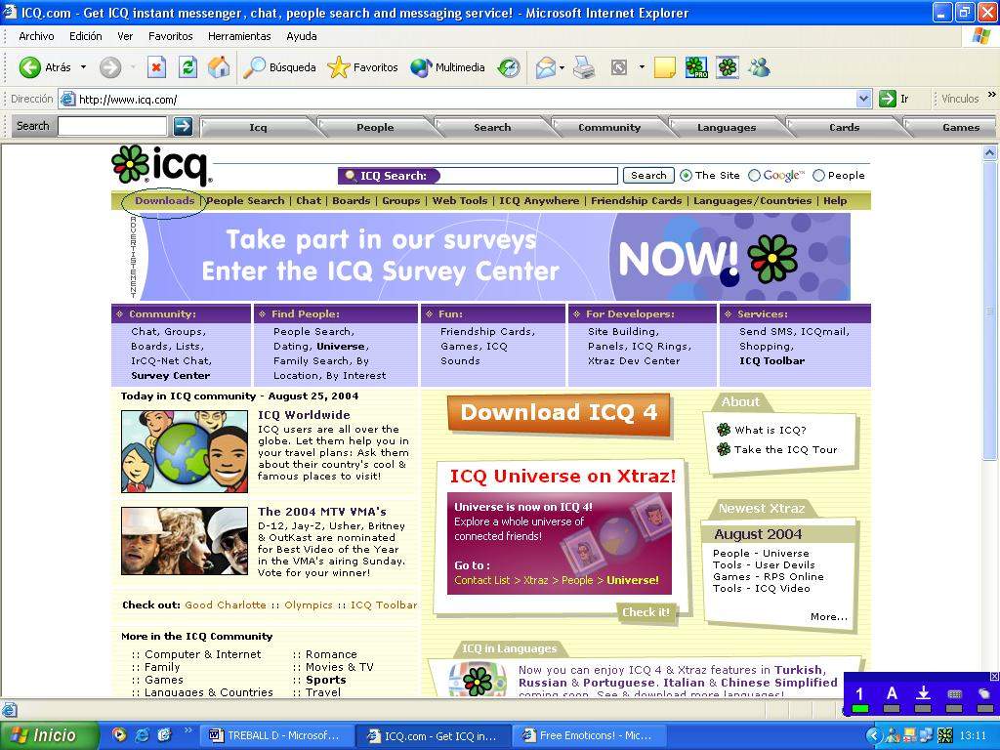 ICQ.com - Get ICQ instant messenger, chat, people search and messaging service! - Microsoft Internet Explorer
Archivo Edición Ver Favoritos Herramientas Ayuda
Atrás Búsqueda Favoritos Multimedia PRO
Dirección http://www.icq.com/ Ir Vínculos »
Search Icq People Search Community Languages Cards Games
icq
ICQ Search: Search The Site Google™ People
Downloads | People Search | Chat | Boards | Groups | Web Tools | ICQ Anywhere | Friendship Cards | Languages/Countries | Help
ADVERTISTEMENT
Take part in our surveys
Enter the ICQ Survey Center
NOW!
Community: Find People: Fun: For Developers: Services:
Chat, Groups, People Search, Friendship Cards, Site Building, Send SMS, ICQmail,
Boards, Lists, Dating, Universe, Games, ICQ Panels, ICQ Rings, Shopping,
IrCQ-Net Chat, Family Search, By Sounds Xtraz Dev Center ICQ Toolbar
Survey Center Location, By Interest
Today in ICQ community - August 25, 2004
ICQ Worldwide
ICQ users are all over the
globe. Let them help you in
your travel plans: Ask them
about their country's cool &
famous places to visit!
The 2004 MTV VMA's
D-12, Jay-Z, Usher, Britney
& OutKast are nominated
for Best Video of the Year
in the VMA's airing Sunday.
Vote for your winner!
Check out: Good Charlotte :: Olympics :: ICQ Toolbar
More in the ICQ Community
:: Computer & Internet :: Romance
:: Family :: Movies & TV
:: Games :: Sports
:: Languages & Countries :: Travel
Download ICQ 4
ICQ Universe on Xtraz!
Universe is now on ICQ 4!
Explore a whole universe of
connected friends!
Go to :
Contact List > Xtraz > People > Universe!
Check it!
ICQ in Languages
Now you can enjoy ICQ 4 & Xtraz features in Turkish,
Russian & Portuguese. Italian & Chinese Simplified
coming soon. See & download more languages!
About
What is ICQ?
Take the ICQ Tour
Newest Xtraz
August 2004
People - Universe
Tools - User Devils
Games - RPS Online
Tools - ICQ Video
More...
1 A
Inicio » TREBALL D - Microsof... ICQ.com - Get ICQ in... Free Emoticons! - Mic... 13:11